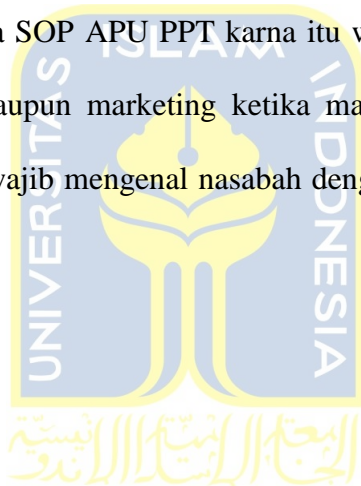 a SOP APU PPT karna itu w
ISLAM
aupun marketing ketika ma
wajib mengenal nasabah deng
UNIVERSITAS
INDONESIA